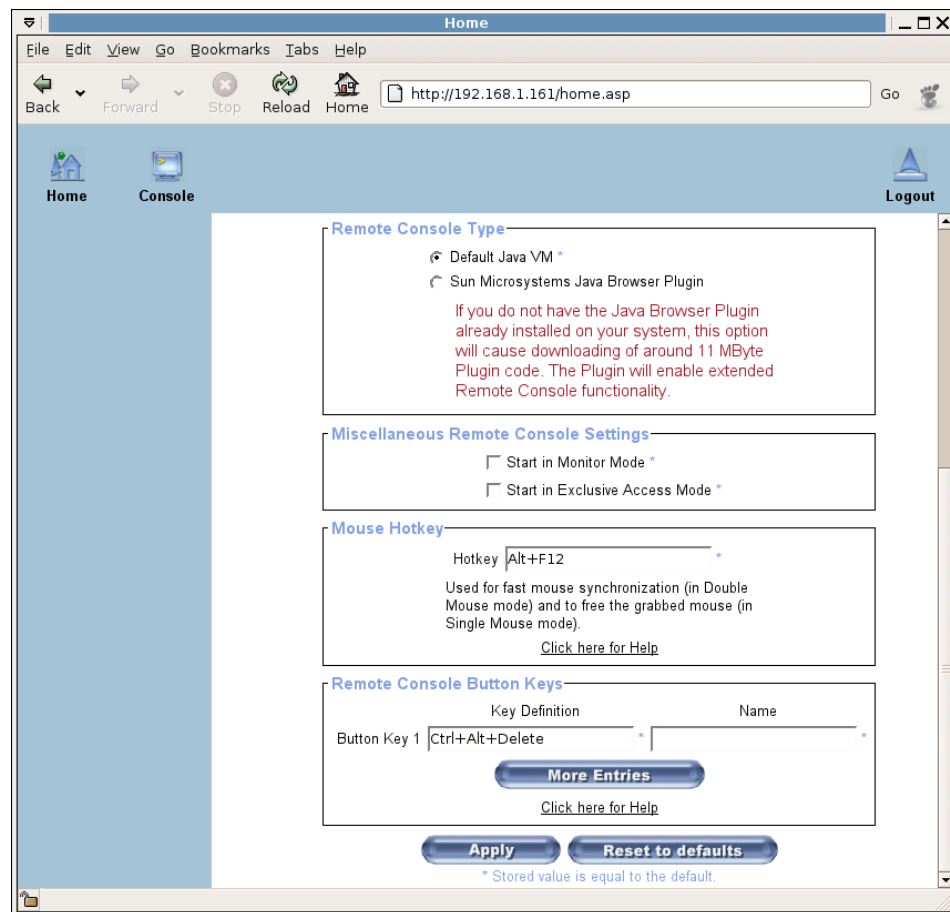 Home
File Edit View Go Bookmarks Tabs Help
Back Forward Stop Reload Home http://192.168.1.161/home.asp Go
Home Console Logout
Remote Console Type
Default Java VM *
Sun Microsystems Java Browser Plugin
If you do not have the Java Browser Plugin
already installed on your system, this option
will cause downloading of around 11 MByte
Plugin code. The Plugin will enable extended
Remote Console functionality.
Miscellaneous Remote Console Settings
Start in Monitor Mode *
Start in Exclusive Access Mode *
Mouse Hotkey
Hotkey Alt+F12 *
Used for fast mouse synchronization (in Double
Mouse mode) and to free the grabbed mouse (in
Single Mouse mode).
Click here for Help
Remote Console Button Keys
Key Definition Name
Button Key 1 Ctrl+Alt+Delete * *
More Entries
Click here for Help
Apply Reset to defaults
* Stored value is equal to the default.